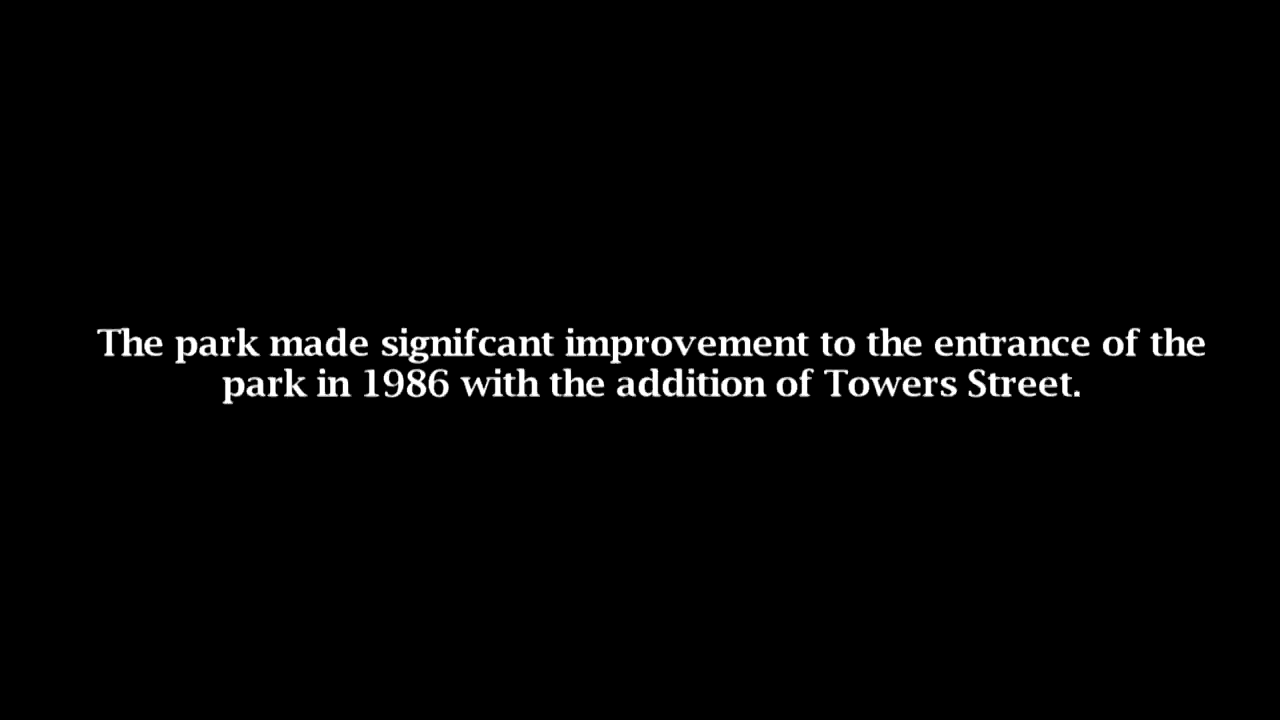 The park made signifcant improvement to the entrance of the
park in 1986 with the addition of Towers Street.